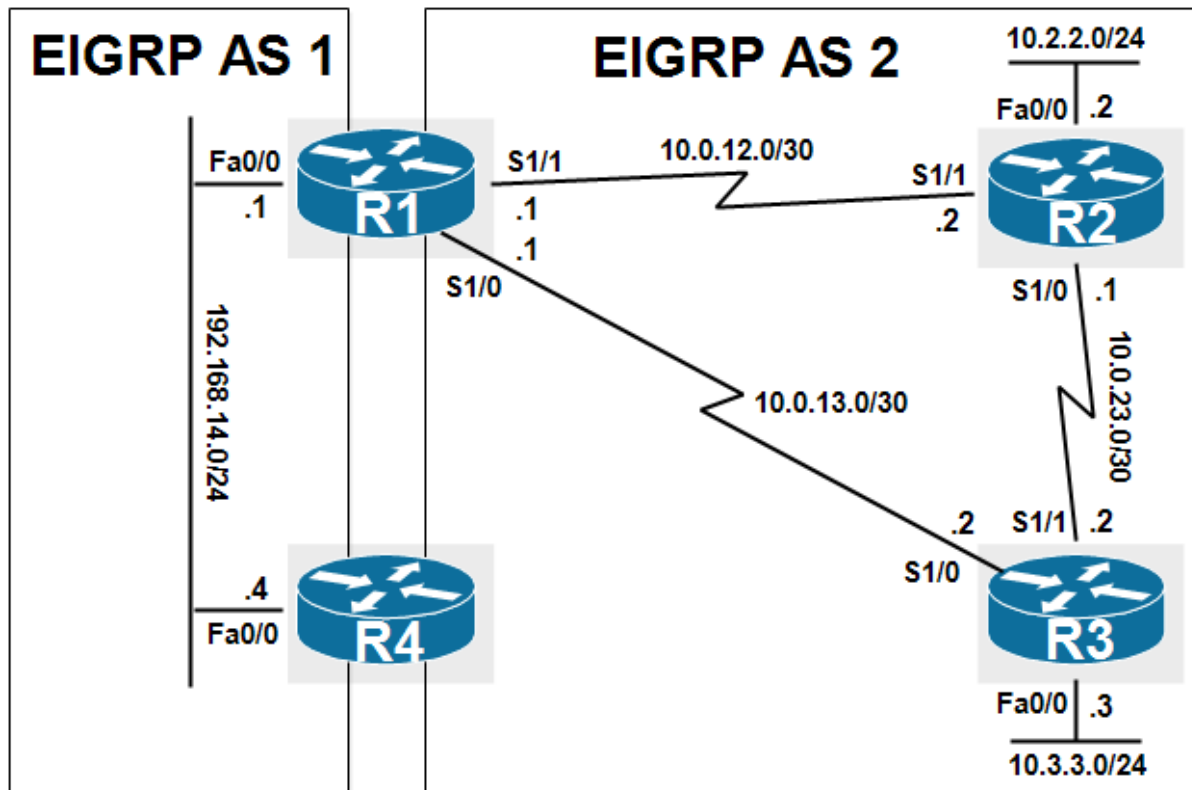 EIGRP AS 1
EIGRP AS 2
10.2.2.0/24
Fa0/0
.2
Fa0/0
.1
R1
S1/1
.1
10.0.12.0/30
S1/1
.2
R2
.1
S1/0
S1/0
.1
192.168.14.0/24
10.0.13.0/30
10.0.23.0/30
.2
S1/0
S1/1
.2
R3
.4
Fa0/0
R4
Fa0/0
.3
10.3.3.0/24